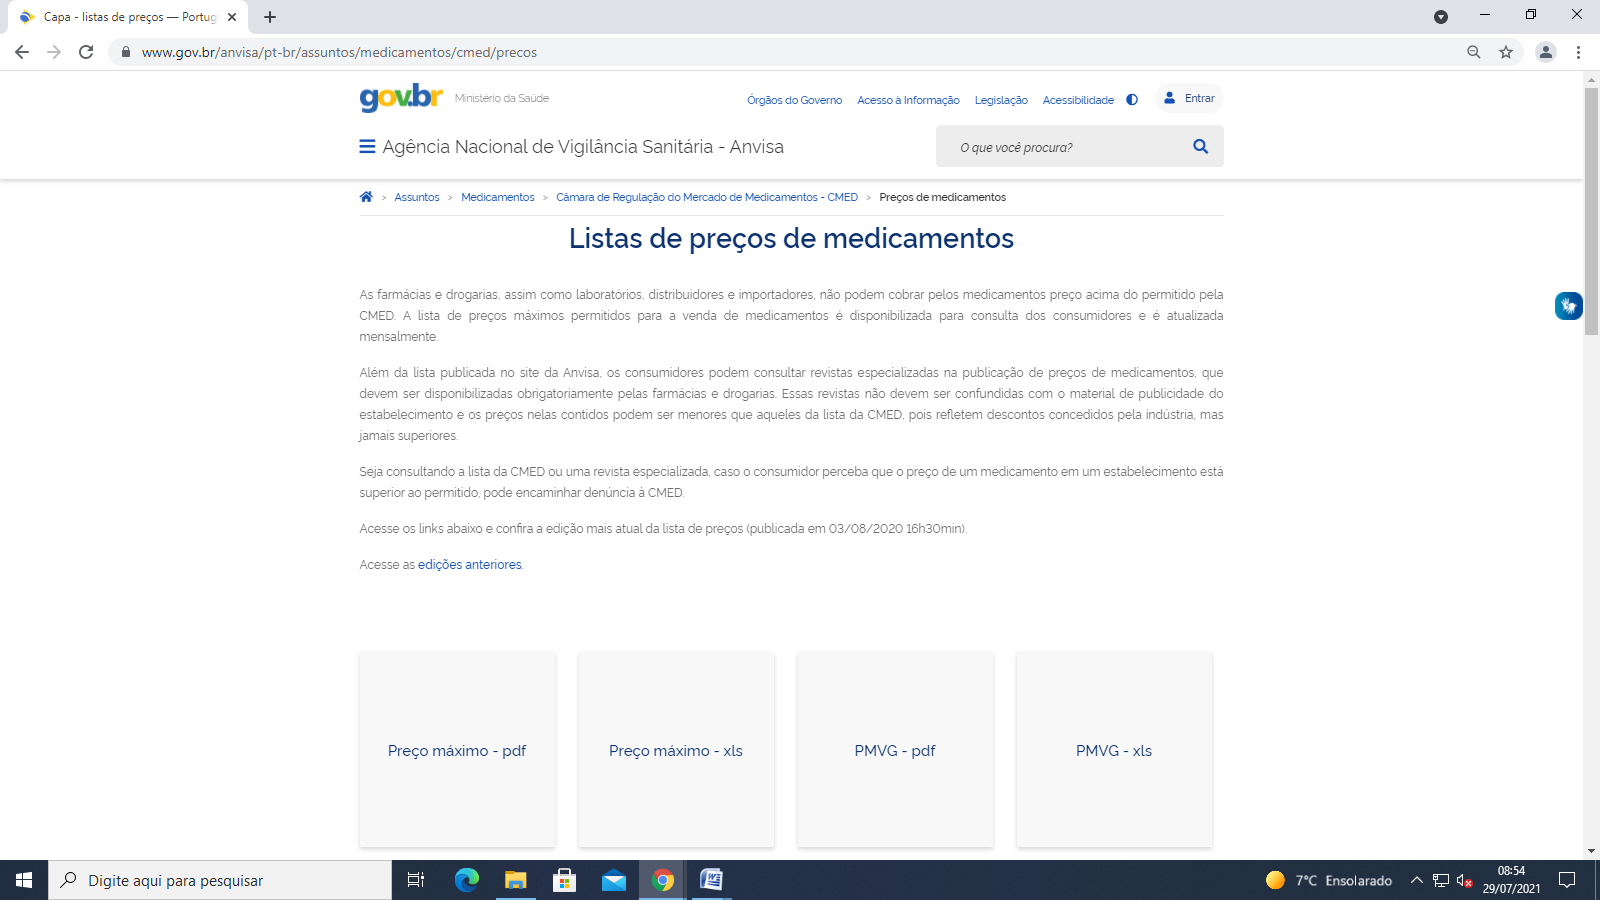 Capa - listas de preços — Portug
www.gov.br/anvisa/pt-br/assuntos/medicamentos/cmed/precos
gov.br Ministério da Saúde Órgãos do Governo Acesso à Informação Legislação Acessibilidade Entrar
Agência Nacional de Vigilância Sanitária - Anvisa O que você procura?
> Assuntos > Medicamentos > Câmara de Regulação do Mercado de Medicamentos - CMED > Preços de medicamentos
Listas de preços de medicamentos
As farmácias e drogarias, assim como laboratórios, distribuidores e importadores, não podem cobrar pelos medicamentos preço acima do permitido pela
CMED. A lista de preços máximos permitidos para a venda de medicamentos é disponibilizada para consulta dos consumidores e é atualizada
mensalmente.
Além da lista publicada no site da Anvisa, os consumidores podem consultar revistas especializadas na publicação de preços de medicamentos, que
devem ser disponibilizadas obrigatoriamente pelas farmácias e drogarias. Essas revistas não devem ser confundidas com o material de publicidade do
estabelecimento e os preços nelas contidos podem ser menores que aqueles da lista da CMED, pois refletem descontos concedidos pela indústria, mas
jamais superiores.
Seja consultando a lista da CMED ou uma revista especializada, caso o consumidor perceba que o preço de um medicamento em um estabelecimento está
superior ao permitido, pode encaminhar denúncia à CMED.
Acesse os links abaixo e confira a edição mais atual da lista de preços (publicada em 03/08/2020 16h30min).
Acesse as edições anteriores.
Preço máximo - pdf Preço máximo - xls PMVG - pdf PMVG - xls
Digite aqui para pesquisar 7°C Ensolarado 08:54
29/07/2021